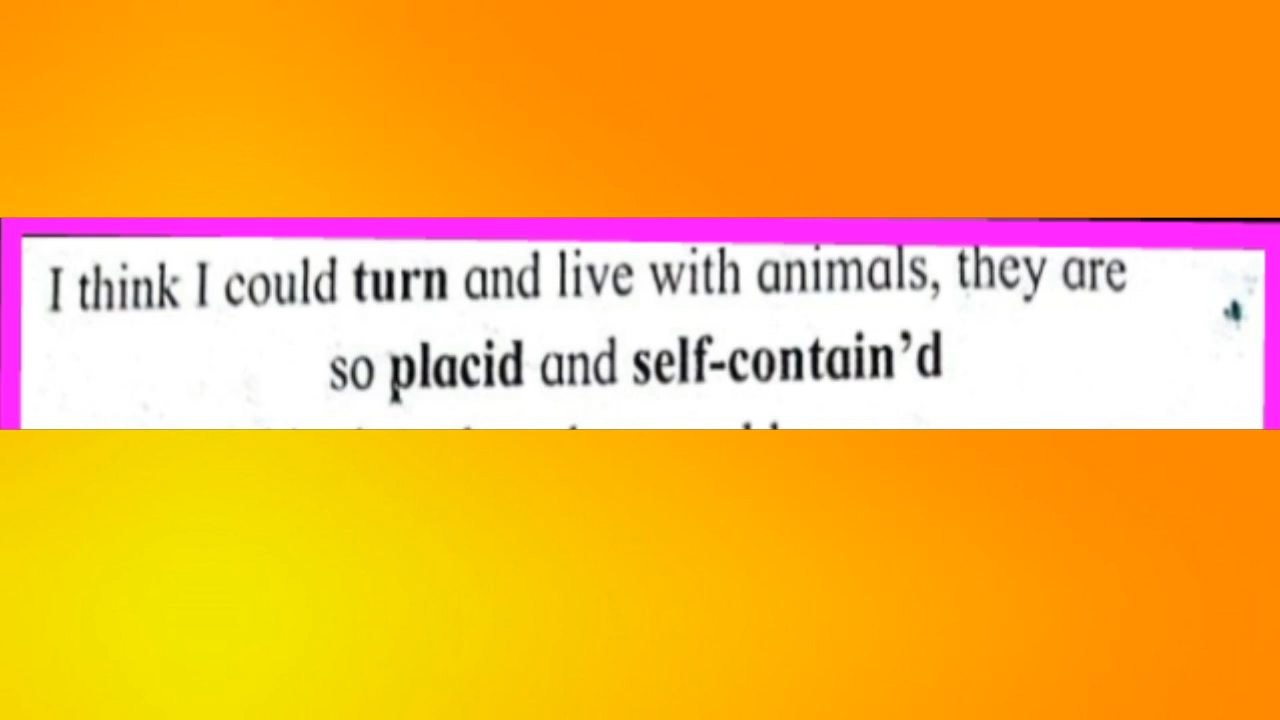 I think I could turn and live with animals, they are
so placid and self-contain’d